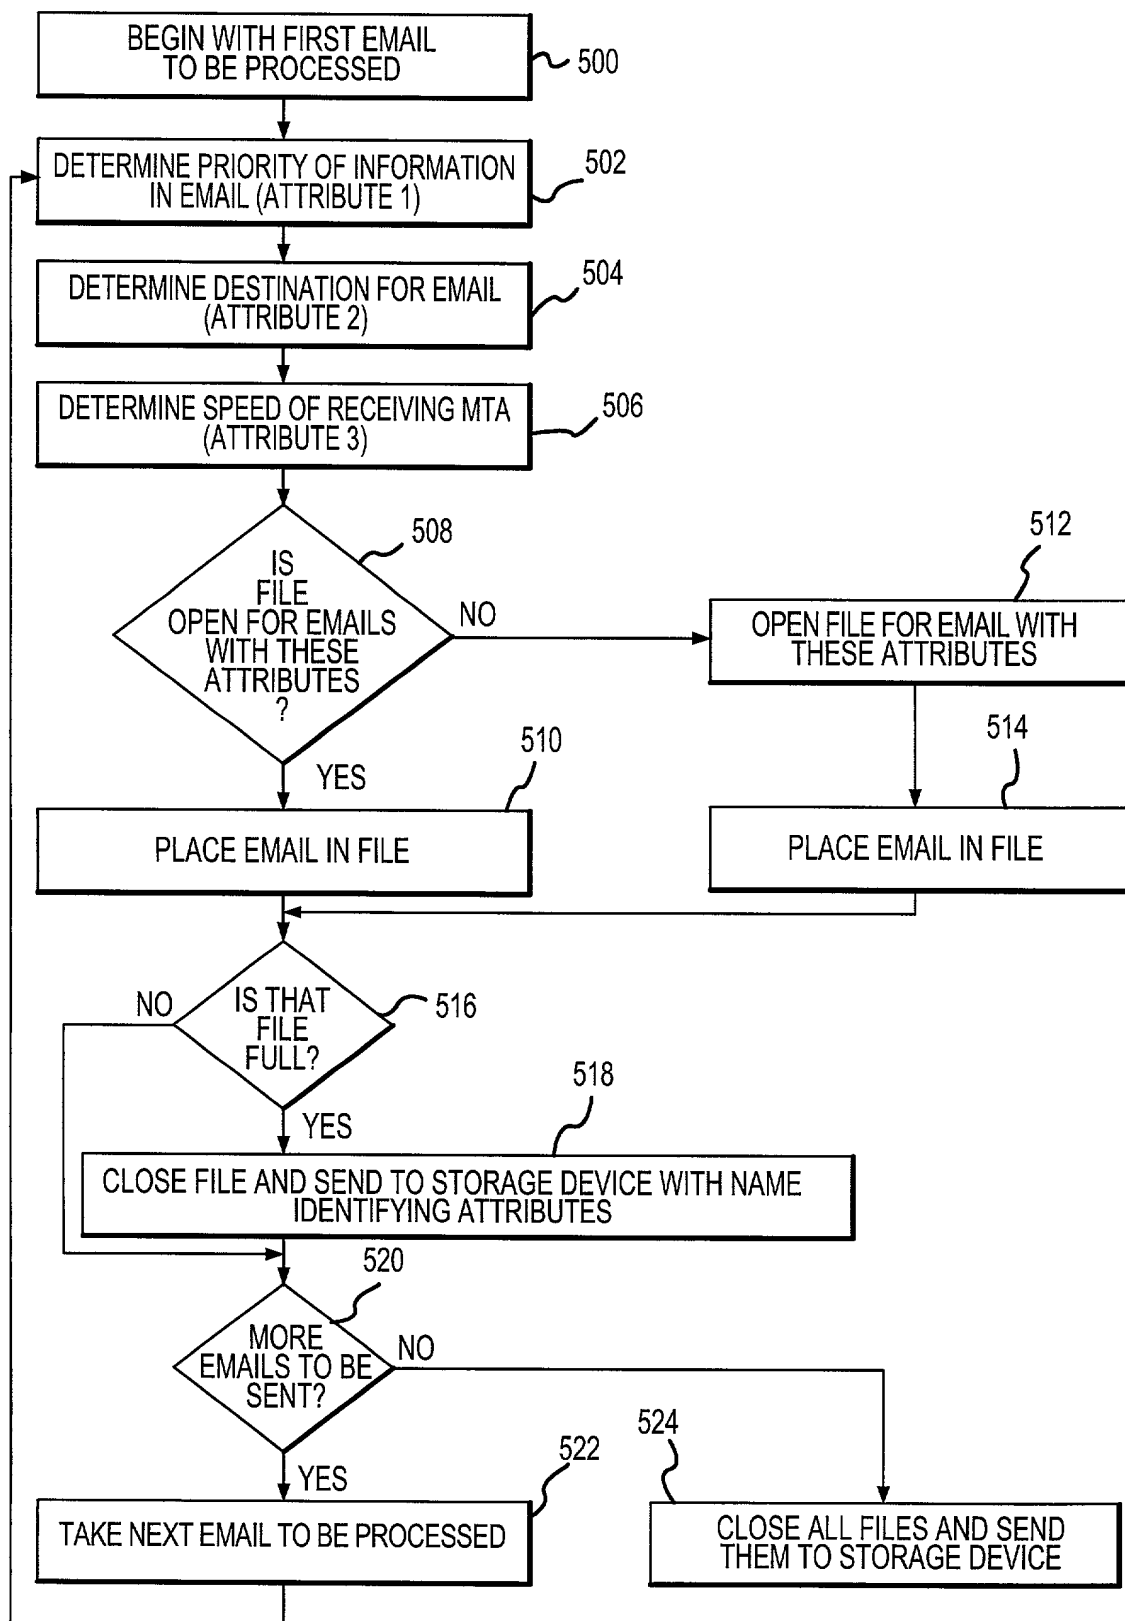 BEGIN WITH FIRST EMAIL
TO BE PROCESSED
500
DETERMINE PRIORITY OF INFORMATION
IN EMAIL (ATTRIBUTE 1)
502
DETERMINE DESTINATION FOR EMAIL
(ATTRIBUTE 2)
504
DETERMINE SPEED OF RECEIVING MTA
(ATTRIBUTE 3)
506
IS
FILE
OPEN FOR EMAILS
WITH THESE
ATTRIBUTES
?
508
NO
512
OPEN FILE FOR EMAIL WITH
THESE ATTRIBUTES
YES
510
PLACE EMAIL IN FILE
514
PLACE EMAIL IN FILE
NO
IS THAT
FILE
FULL?
516
YES
518
CLOSE FILE AND SEND TO STORAGE DEVICE WITH NAME
IDENTIFYING ATTRIBUTES
520
MORE
EMAILS TO BE
SENT?
NO
YES
522
TAKE NEXT EMAIL TO BE PROCESSED
524
CLOSE ALL FILES AND SEND
THEM TO STORAGE DEVICE